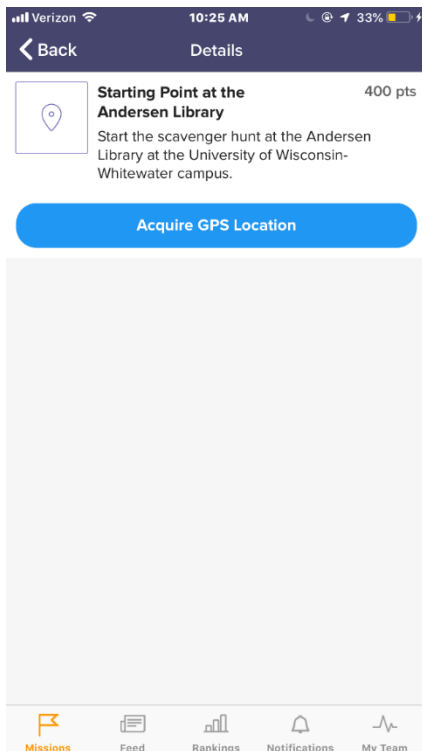 Verizon 10:25 AM 33%
Back Details
Starting Point at the 400 pts
Andersen Library
Start the scavenger hunt at the Andersen
Library at the University of Wisconsin-
Whitewater campus.
Acquire GPS Location
Missions Feed Rankings Notifications My Team